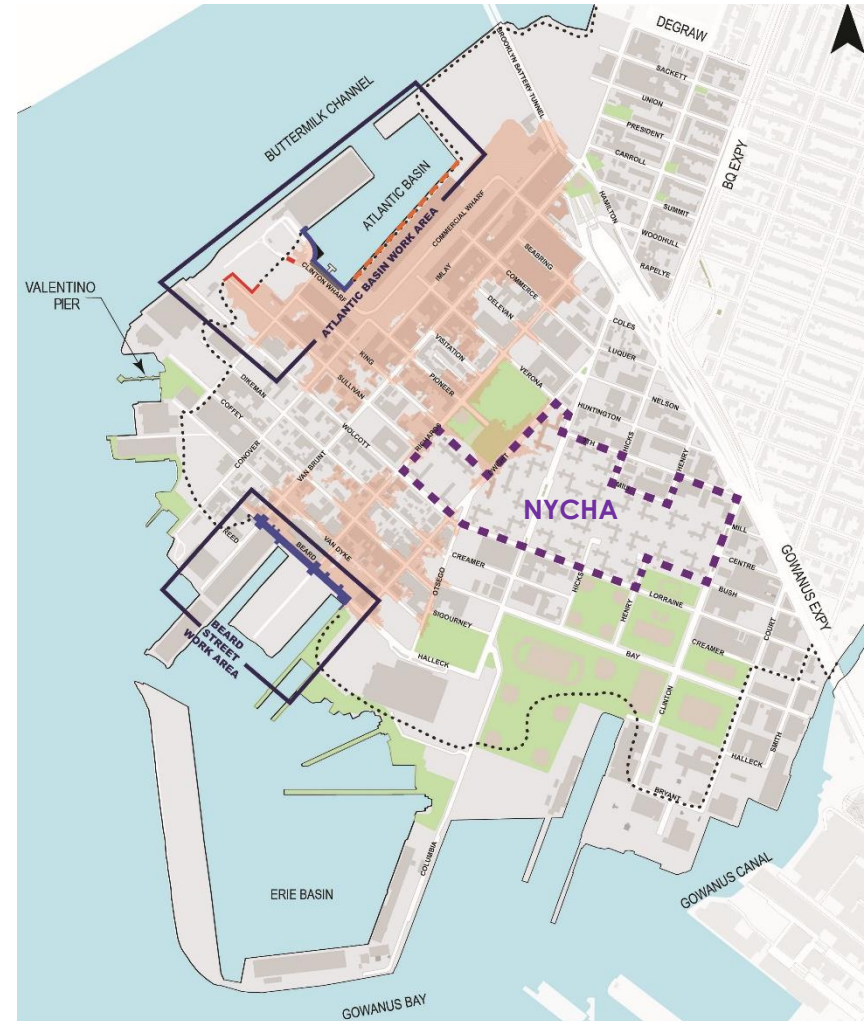 DEGRAW
BROOKLYN BATTERY TUNNEL
SACKETT
UNION
PRESIDENT
CARROLL
BQ EXPY
BUTTERMILK CHANNEL
ATLANTIC BASIN
HAMILTON
SUMMIT
WOODHULL
RAPELYE
COMMERCIAL WHARF
SEABRING
CLINTON WHARF
ATLANTIC BASIN WORK AREA
IMLAY
COMMERCE
DELEVAN
VALENTINO
PIER
COLES
LUQUER
VISITATION
KING
SULLIVAN
PIONEER
VERONA
NELSON
DIKEMAN
COFFEY
HUNTINGTON
HICKS
HENRY
WOLCOTT
RICHARDS
CONOVER
VAN BRUNT
DWIGHT
NYCHA
MILL
REED
BEARD
VAN DYKE
CENTRE
GOWANUS EXPY
CREAMER
OTSEGO
HICKS
HENRY
LORRAINE
BUSH
COURT
BEARD
STREET
WORK AREA
SIGOURNEY
HALLECK
BAY
CREAMER
CLINTON
SMITH
HALLECK
BRYANT
COLUMBIA
GOWANUS CANAL
ERIE BASIN
GOWANUS BAY